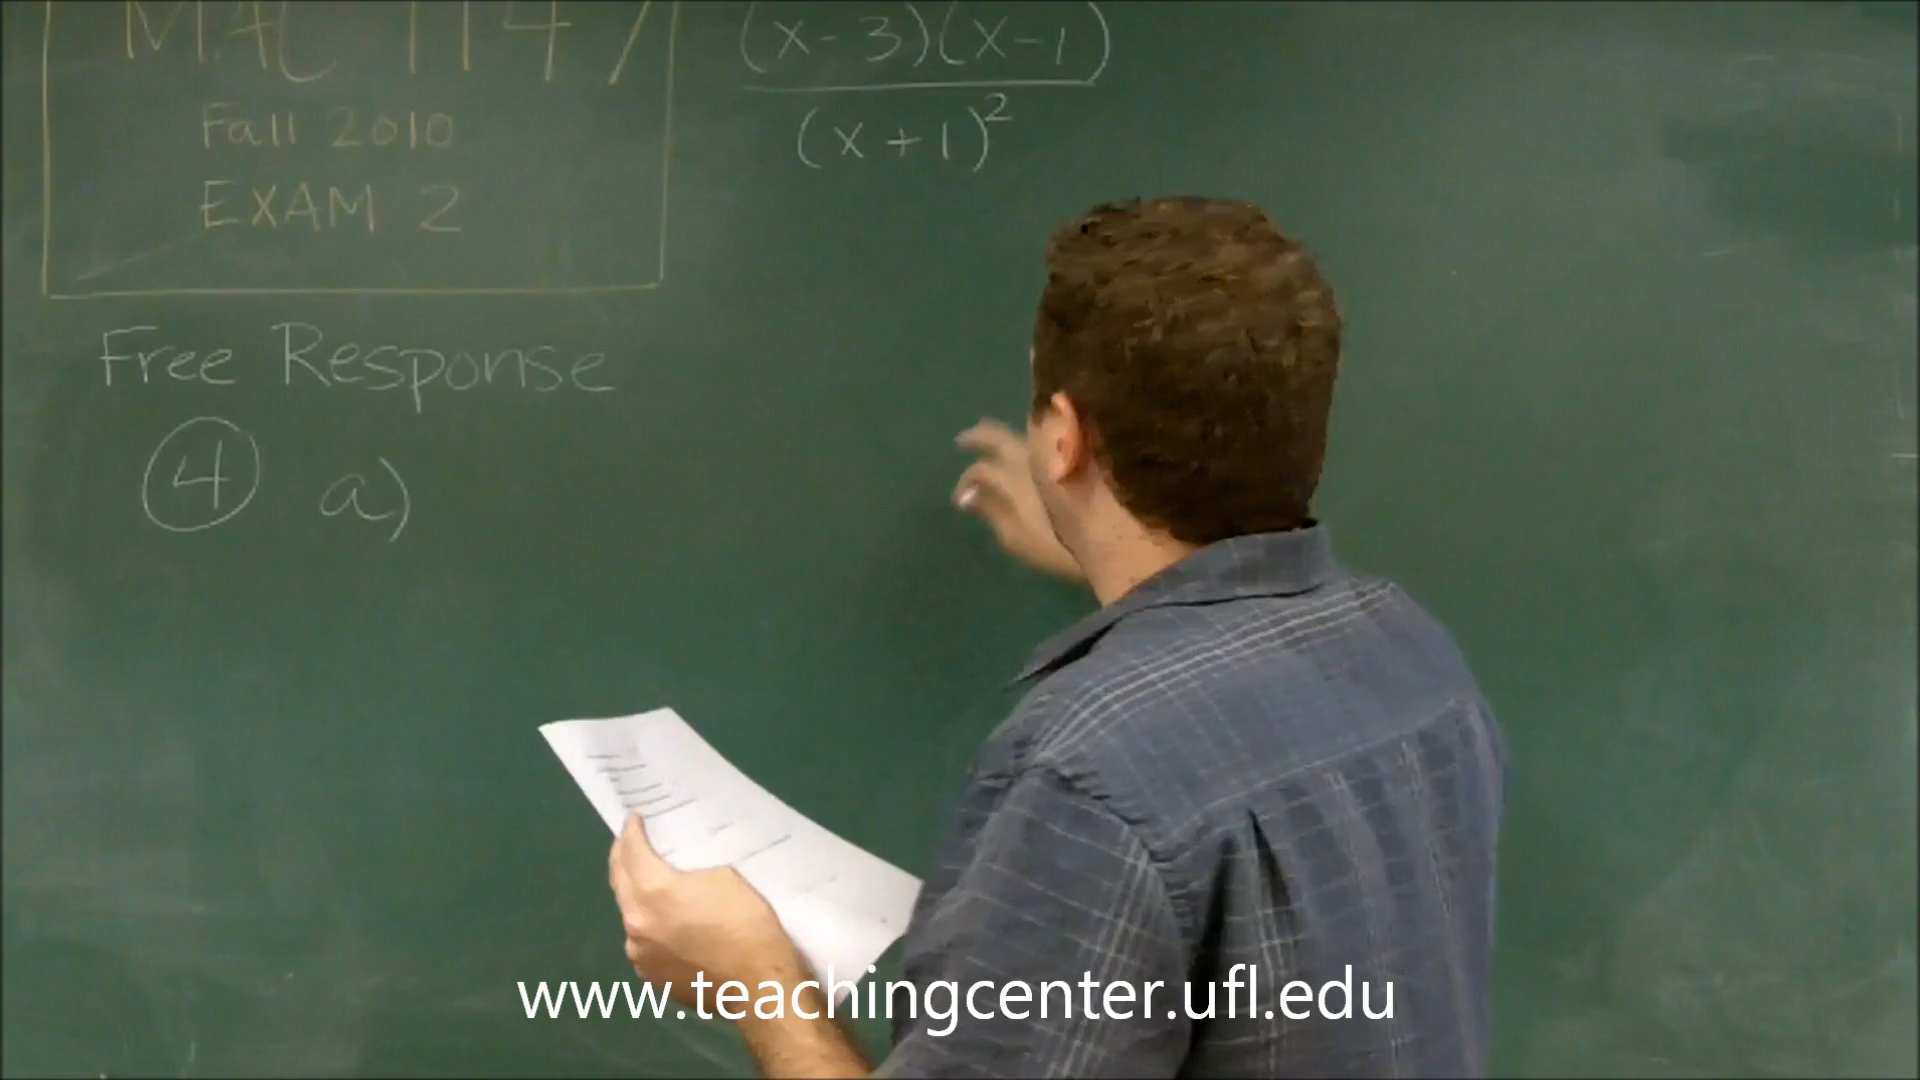 MAC 1147
Fall 2010
EXAM 2
Free Response
4 a)
(x-3)(x-1)
(x+1)²
www.teachingcenter.ufl.edu